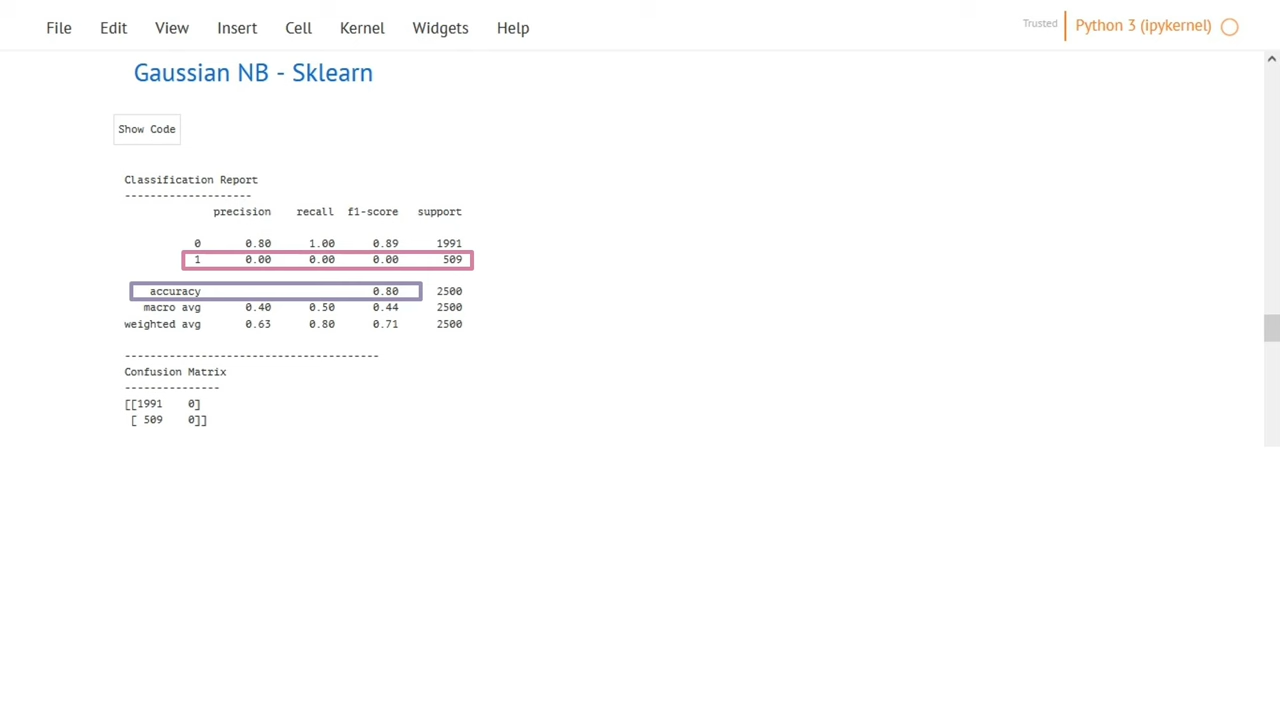 File Edit View Insert Cell Kernel Widgets Help Trusted Python 3 (ipykernel)
Gaussian NB - Sklearn
Show Code
Classification Report
--------------------
precision recall f1-score support
0 0.80 1.00 0.89 1991
1 0.00 0.00 0.00 509
accuracy 0.80 2500
macro avg 0.40 0.50 0.44 2500
weighted avg 0.63 0.80 0.71 2500
----------------------------------------
Confusion Matrix
---------------
[[1991 0]
[ 509 0]]